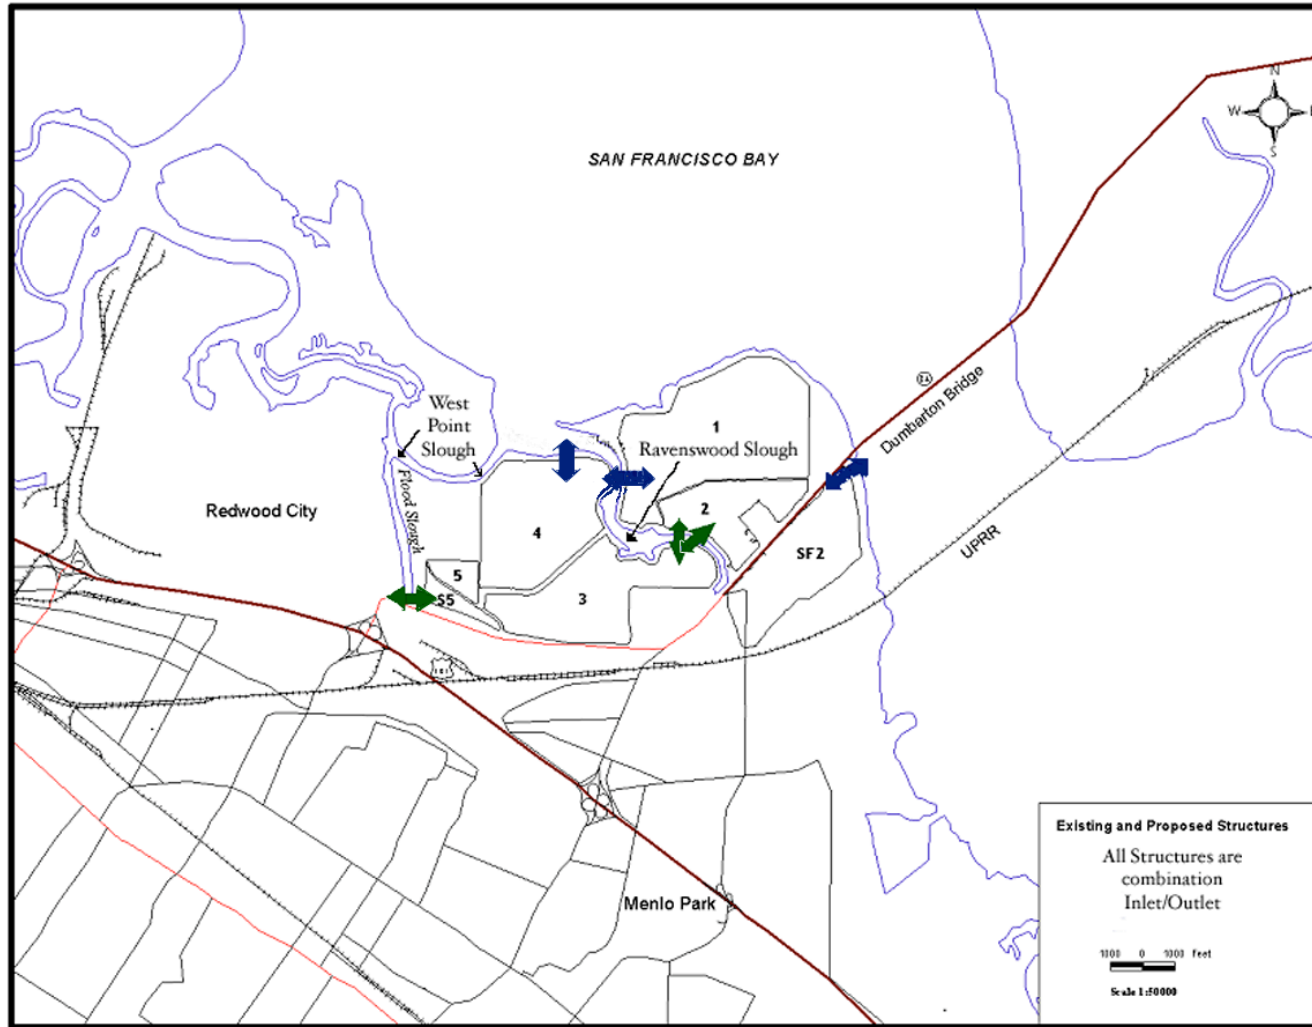 N
W
E
S
SAN FRANCISCO BAY
84
Dumbarton Bridge
West
Point
Slough
1
Ravenswood Slough
Flood Slough
Redwood City
2
4
SF2
UPRR
5
3
S5
101
Menlo Park
Existing and Proposed Structures
All Structures are
combination
Inlet/Outlet
1000 0 1000 Feet
Scale 1:50000